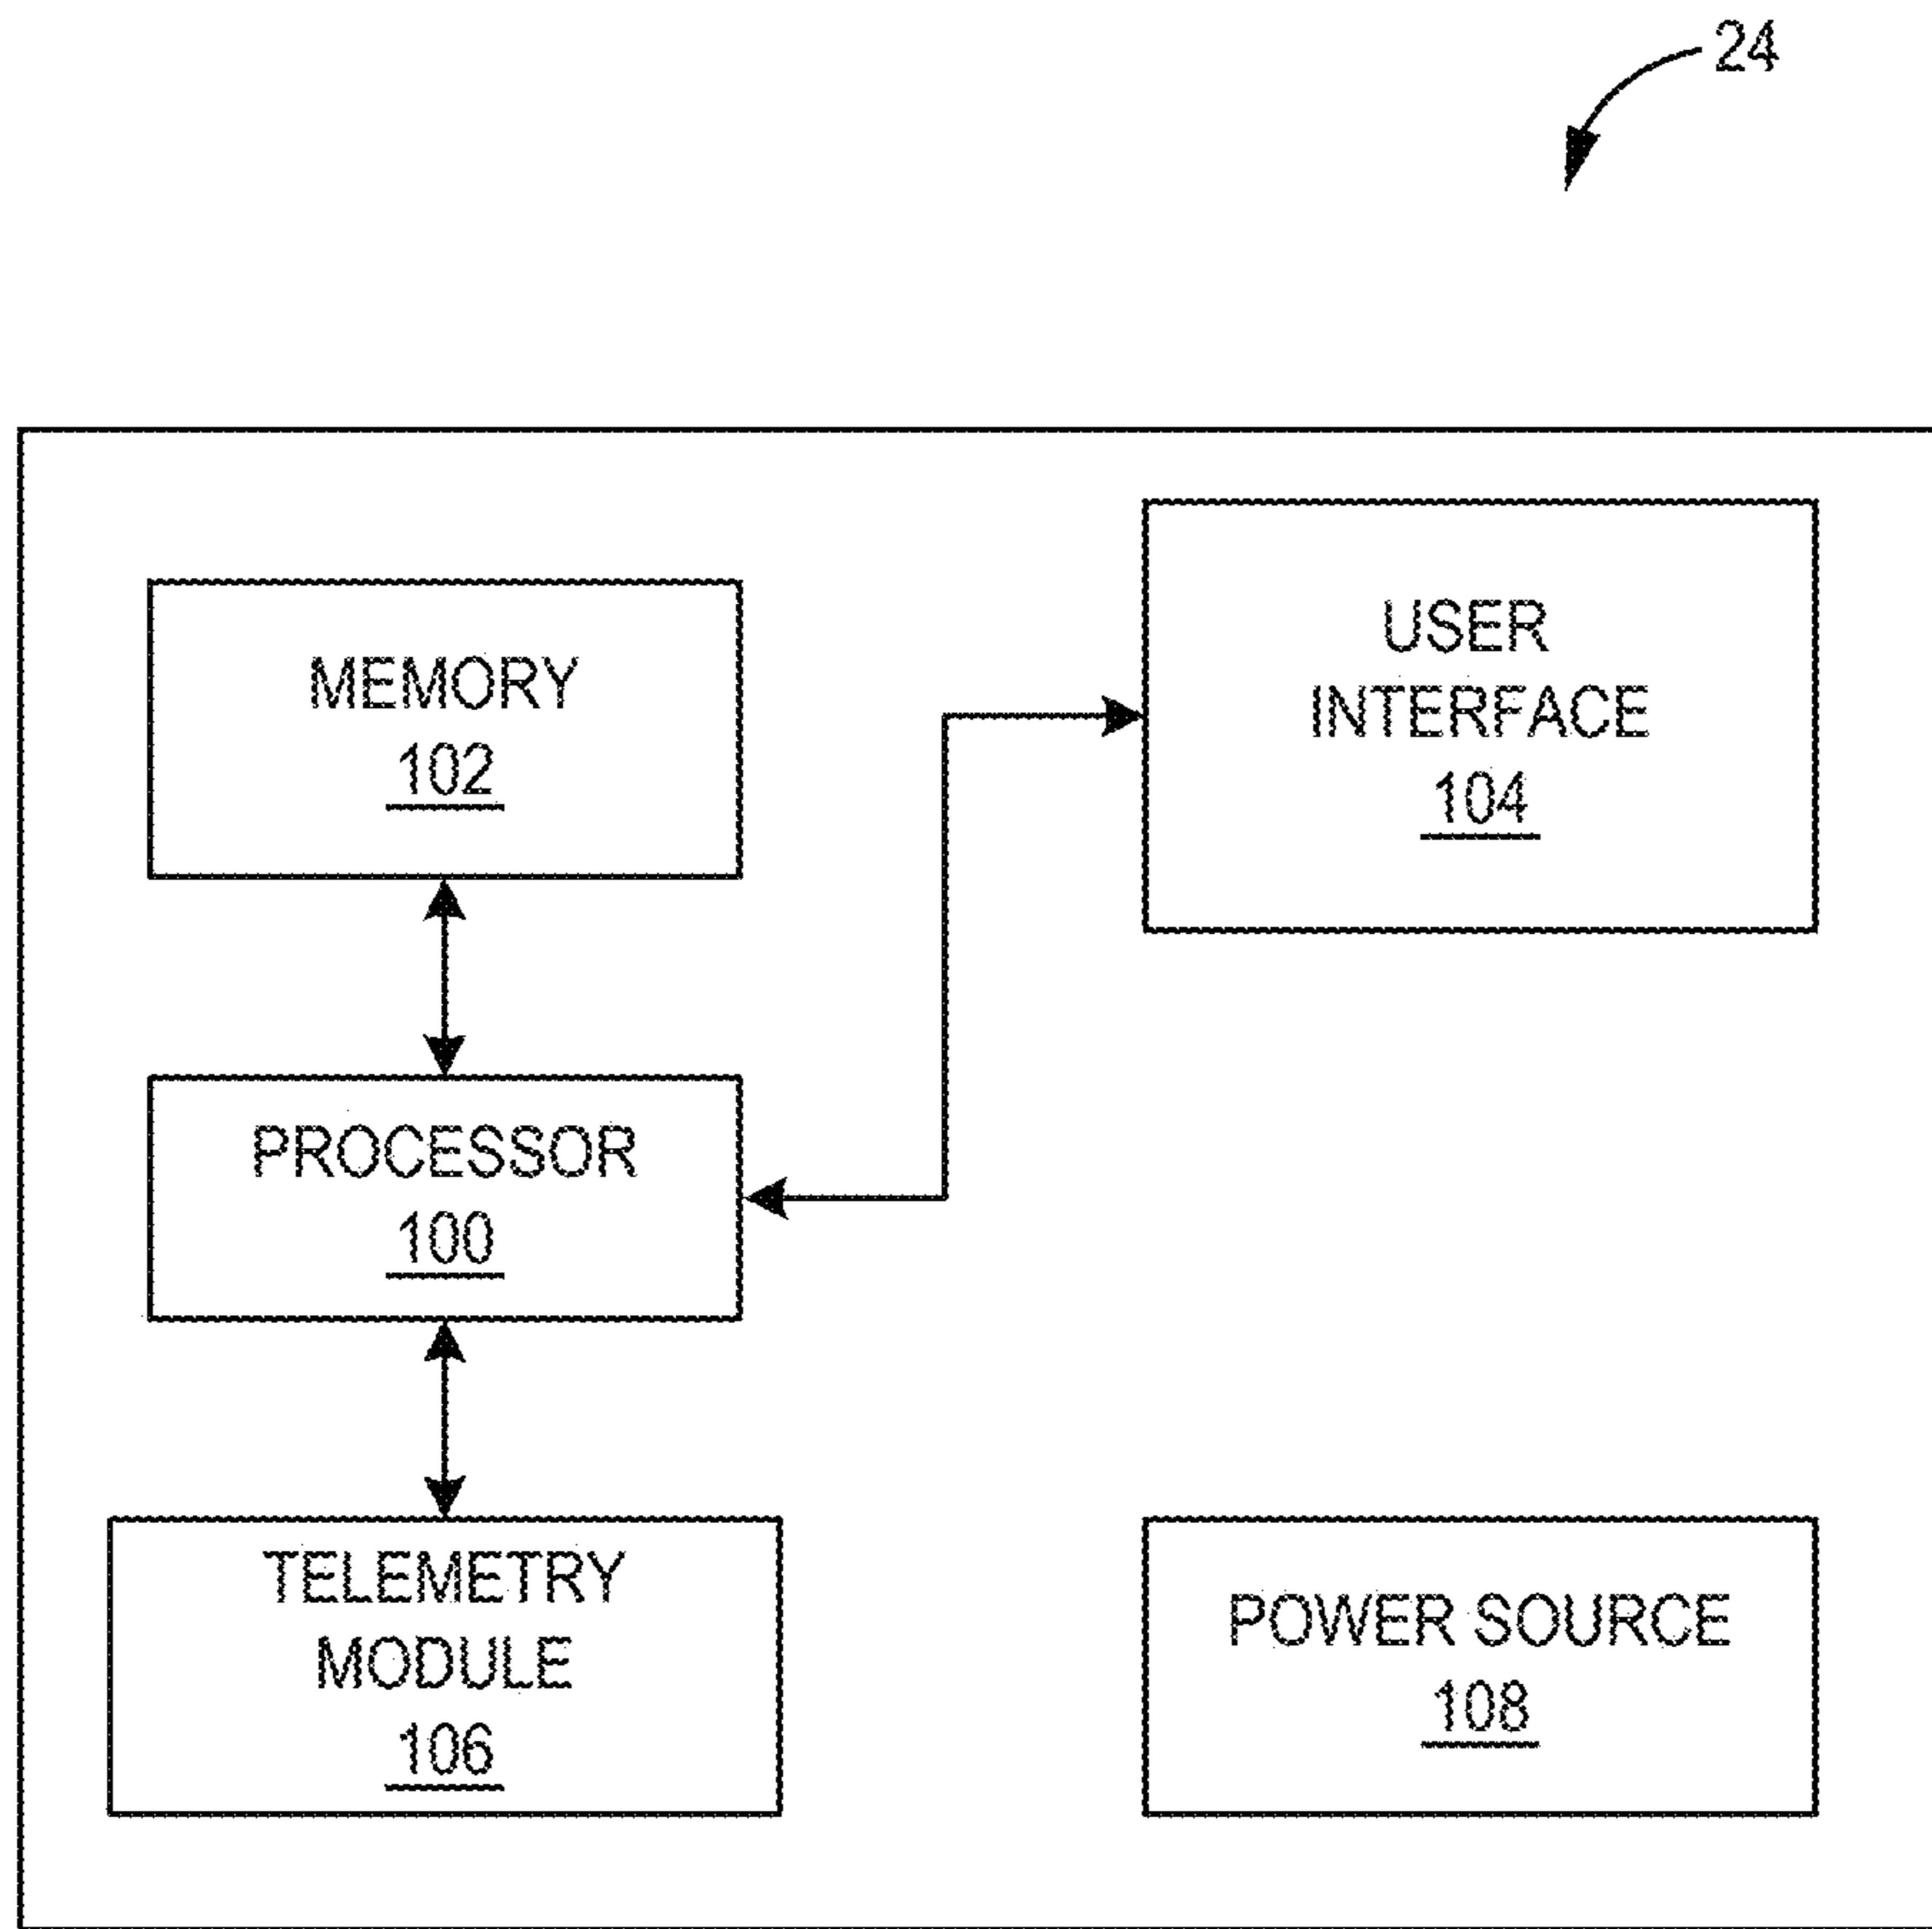 24
MEMORY
102
USER
INTERFACE
104
PROCESSOR
100
TELEMETRY
MODULE
106
POWER SOURCE
108